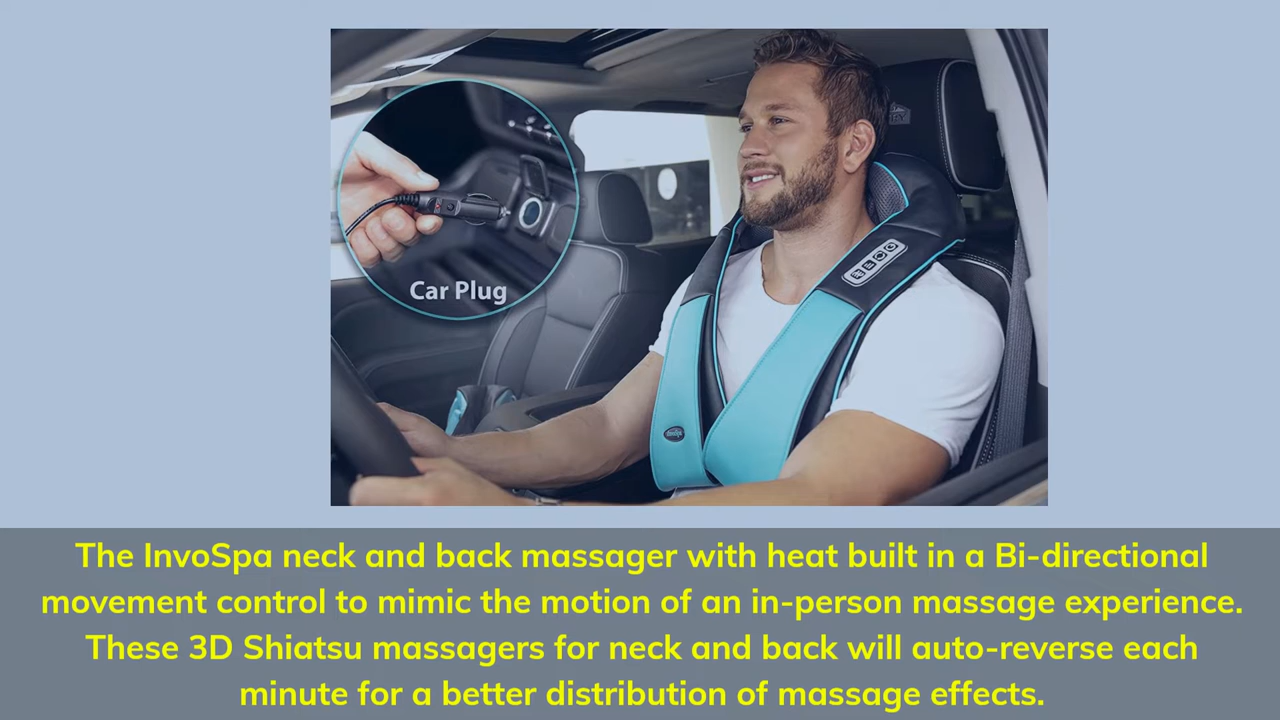 Car Plug
The InvoSpa neck and back massager with heat built in a Bi-directional
movement control to mimic the motion of an in-person massage experience.
These 3D Shiatsu massagers for neck and back will auto-reverse each
minute for a better distribution of massage effects.